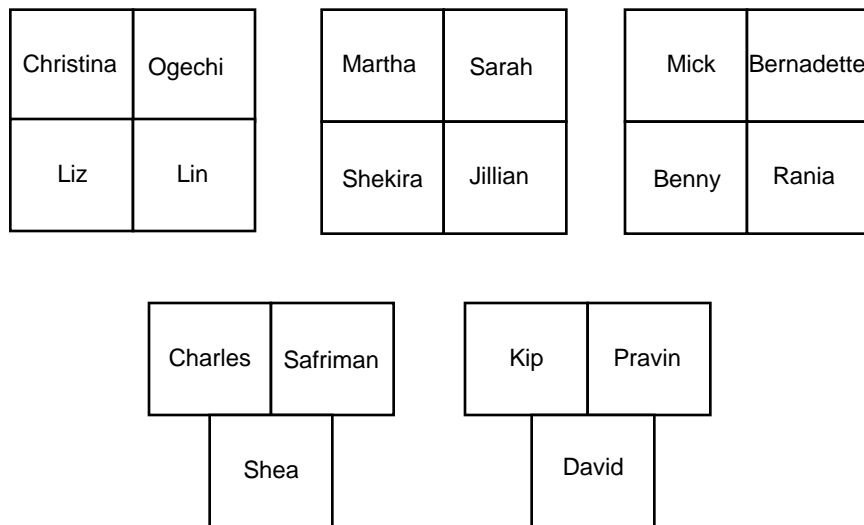 Christina Ogechi Martha Sarah Mick Bernadette
Liz Lin Shekira Jillian Benny Rania
Charles Safriman Kip Pravin
Shea David